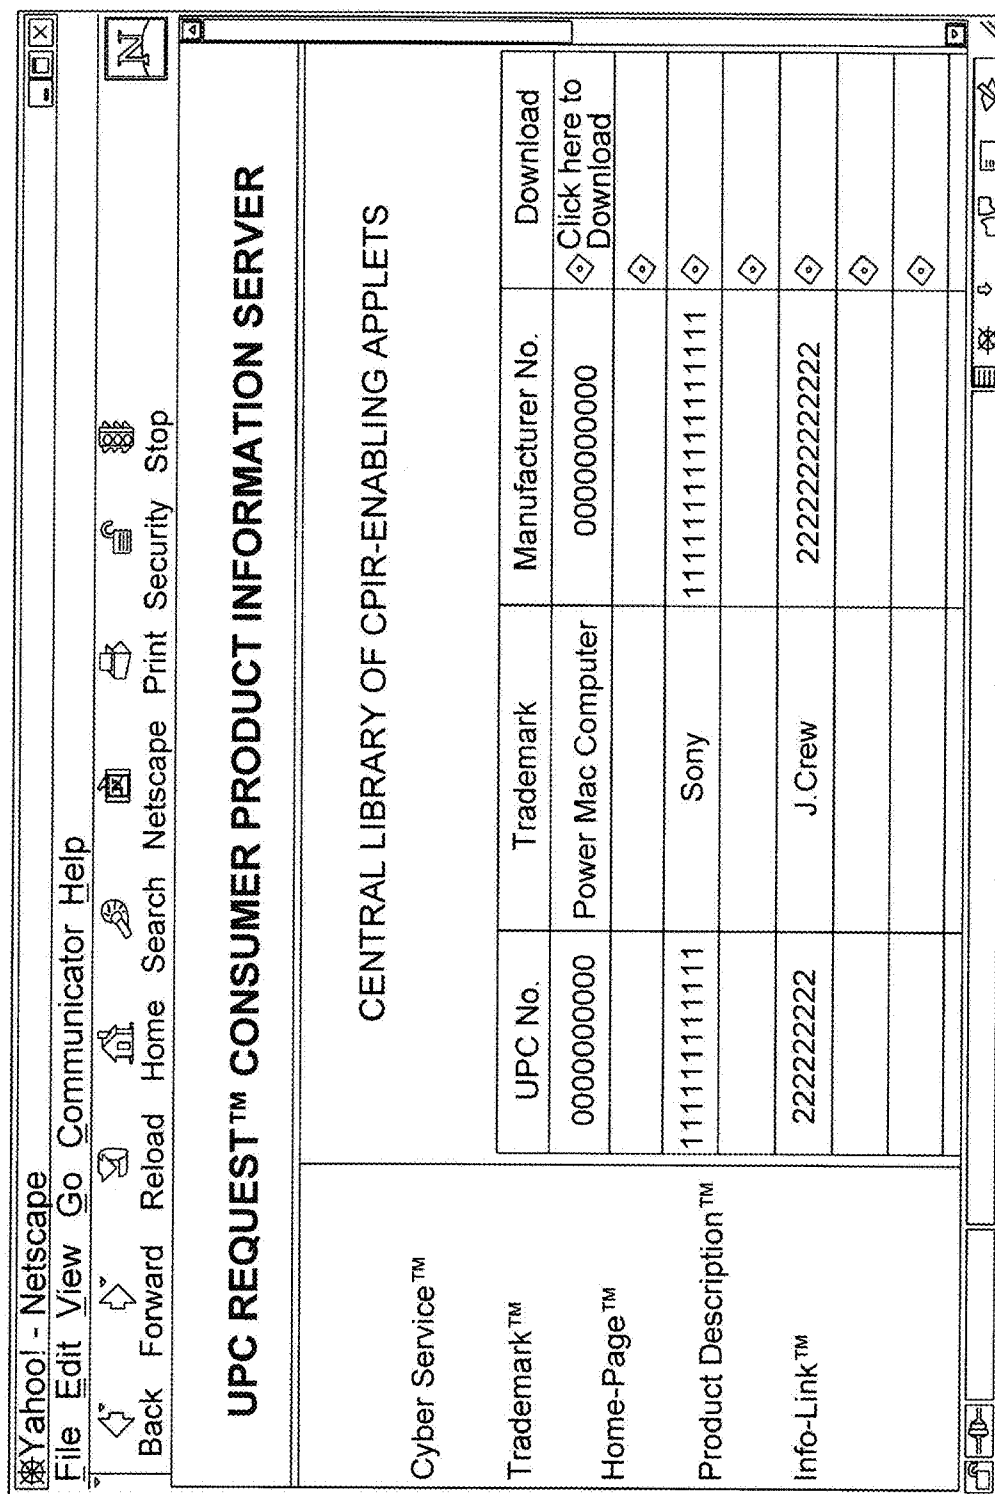 Yahoo! - Netscape
File Edit View Go Communicator Help
Back Forward Reload Home Search Netscape Print Security Stop
N
UPC REQUEST™ CONSUMER PRODUCT INFORMATION SERVER
Cyber Service™
Trademark™
Home-Page™
Product Description™
Info-Link™
CENTRAL LIBRARY OF CPIR-ENABLING APPLETS
UPC No. Trademark Manufacturer No. Download
0000000000 Power Mac Computer 0000000000 Click here to
Download
111111111111 Sony 1111111111111111
2222222222 J.Crew 22222222222222